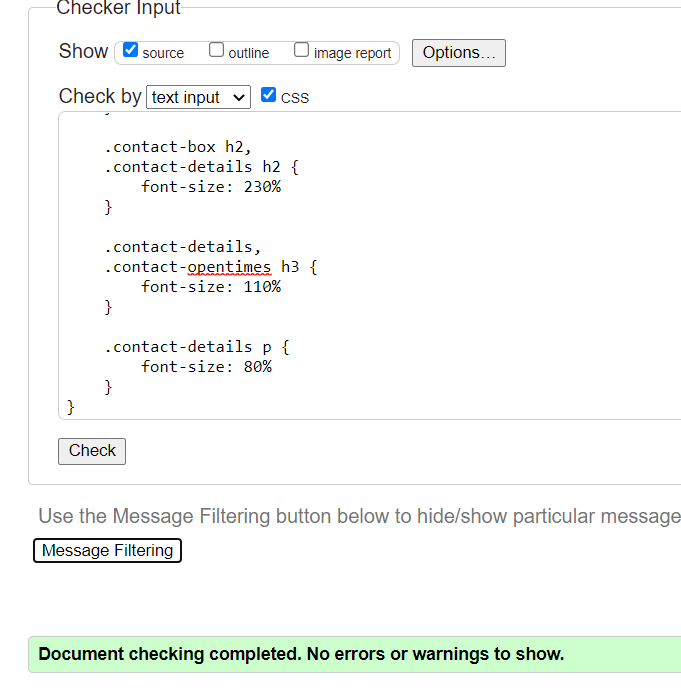 Checker Input
Show source outline image report Options...
Check by text input CSS
.contact-box h2,
.contact-details h2 {
font-size: 230%
}
.contact-details,
.contact-opentimes h3 {
font-size: 110%
}
.contact-details p {
font-size: 80%
}
}
Check
Use the Message Filtering button below to hide/show particular message
Message Filtering
Document checking completed. No errors or warnings to show.